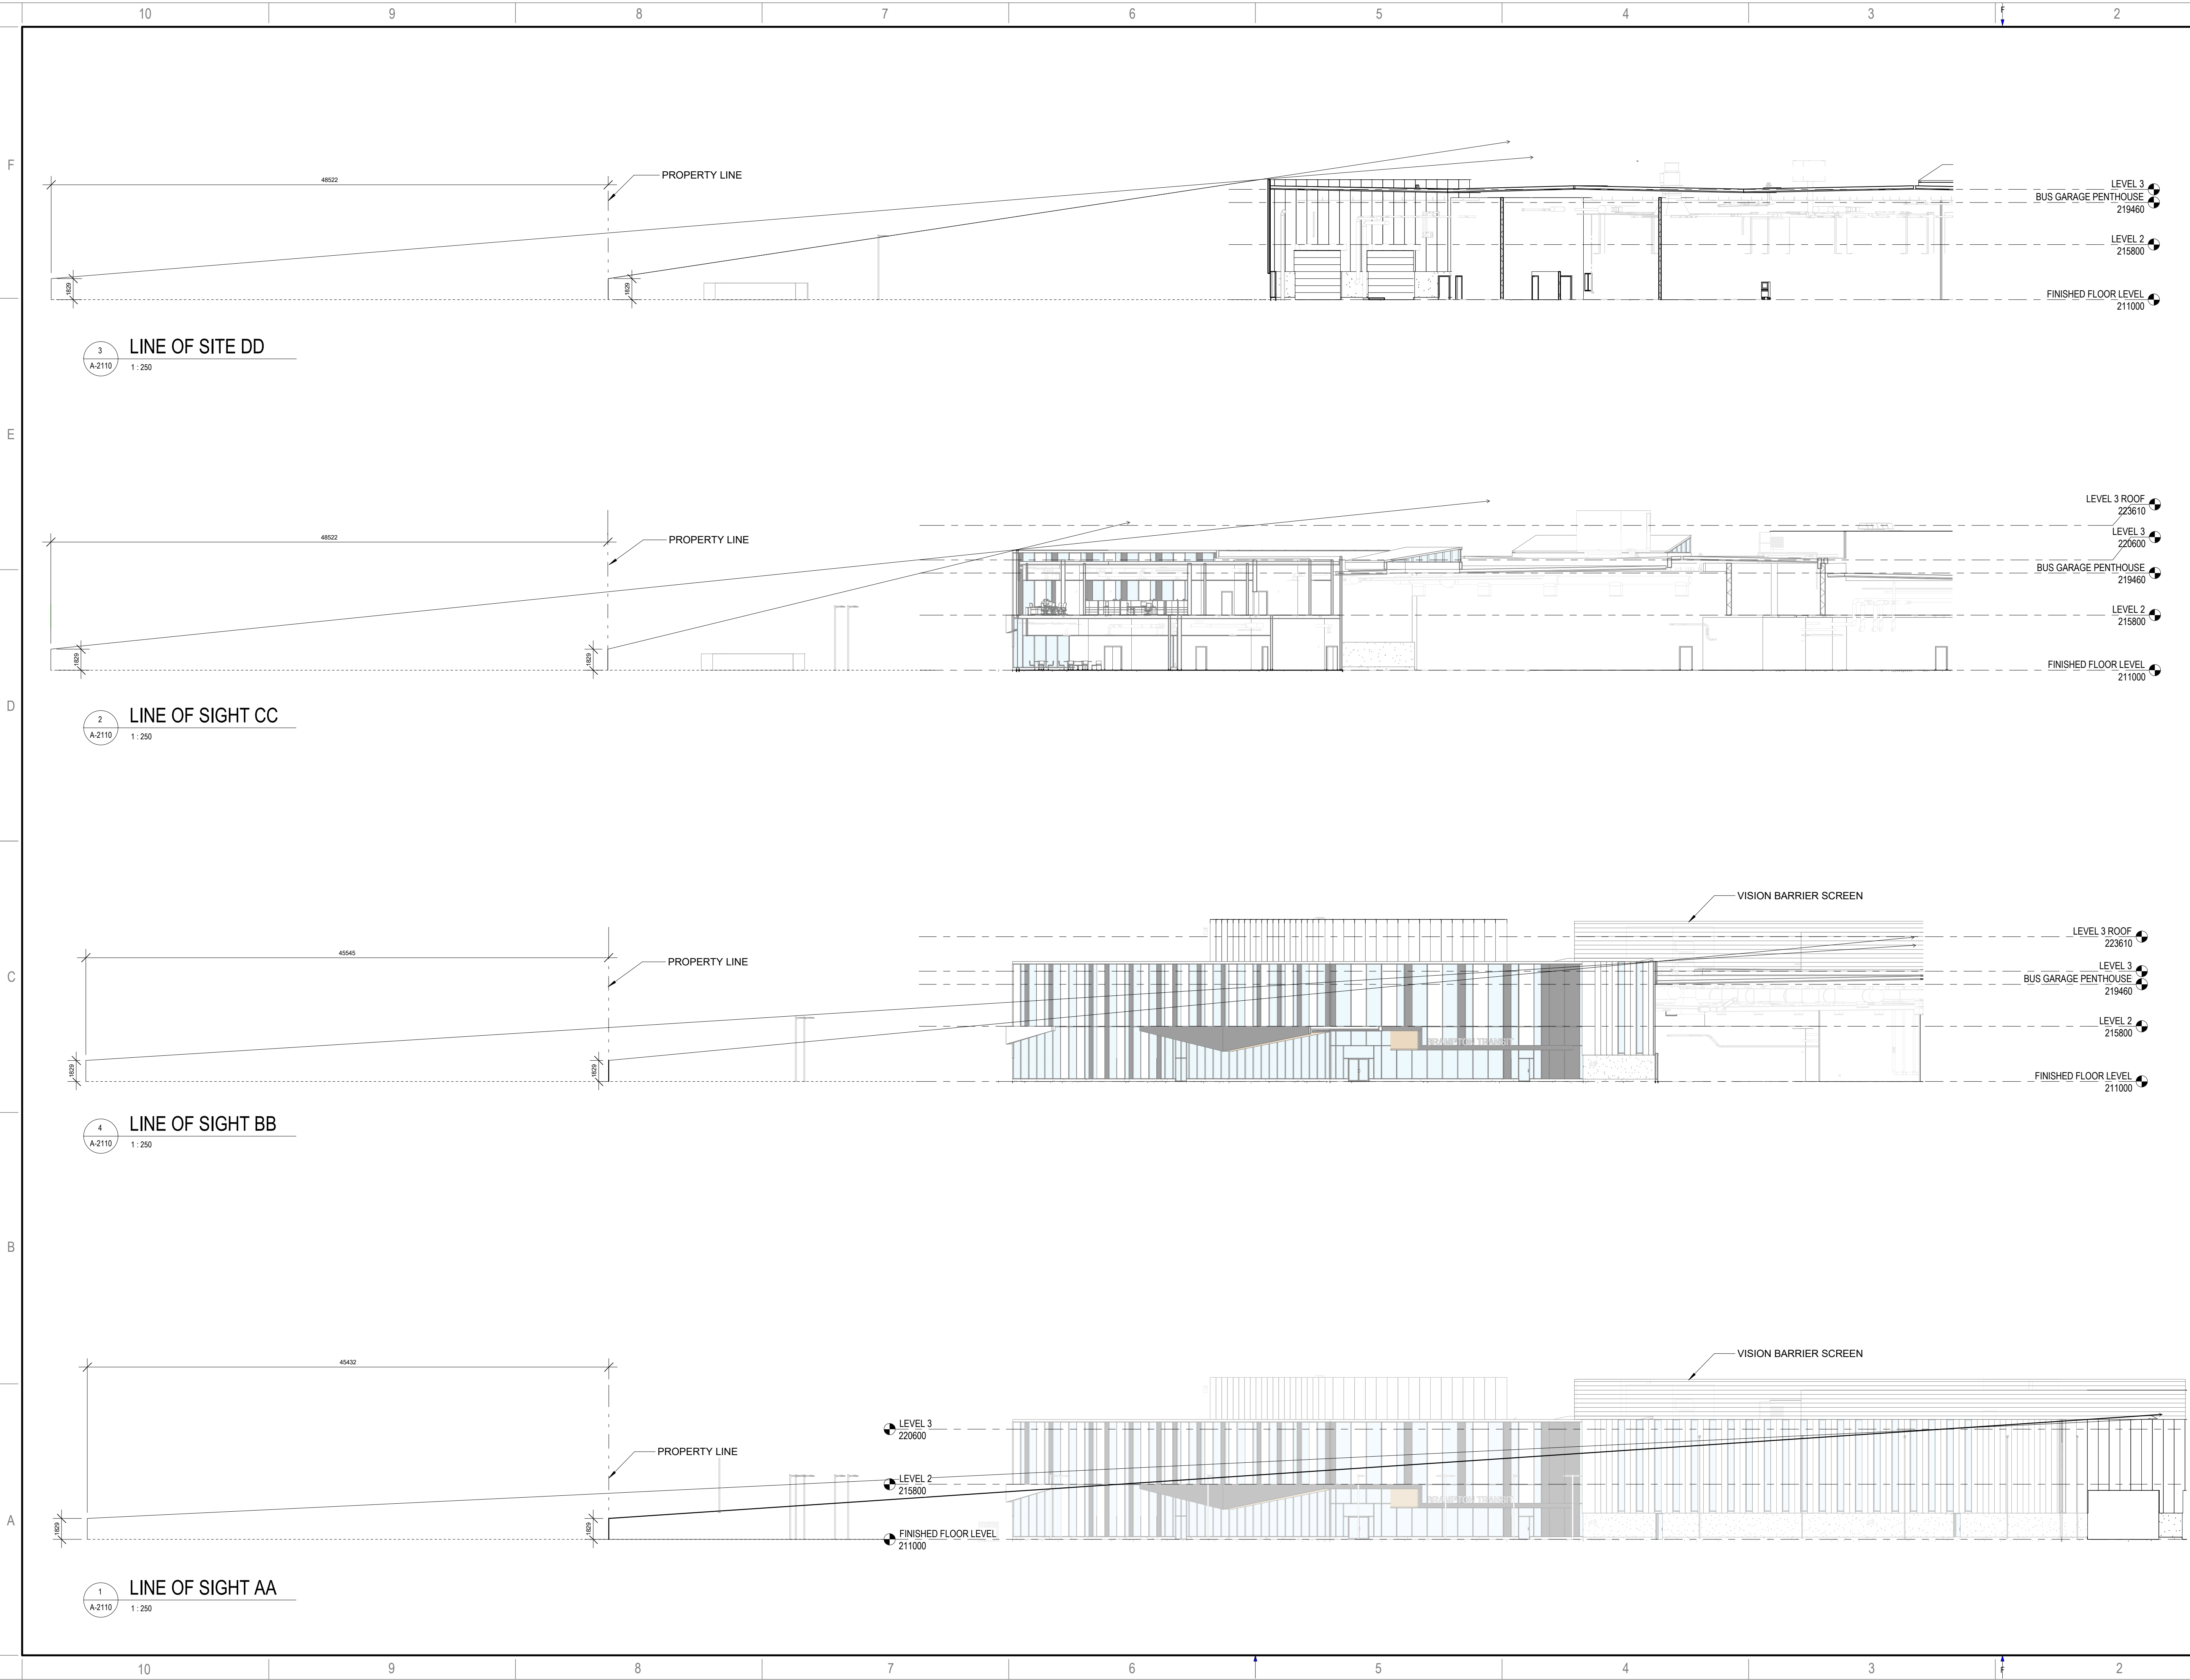 10 9 8 7 6 5 4 3 F 2
F
48522
PROPERTY LINE
1829
1829
LEVEL 3
BUS GARAGE PENTHOUSE
219460
LEVEL 2
215800
FINISHED FLOOR LEVEL
211000
3
A-2110
LINE OF SITE DD
1 : 250
E
48522
PROPERTY LINE
1829
1829
LEVEL 3 ROOF
223610
LEVEL 3
220600
BUS GARAGE PENTHOUSE
219460
LEVEL 2
215800
FINISHED FLOOR LEVEL
211000
D
2
A-2110
LINE OF SIGHT CC
1 : 250
C
45545
PROPERTY LINE
1829
1829
VISION BARRIER SCREEN
BRAMPTON TRANSIT
LEVEL 3 ROOF
223610
LEVEL 3
BUS GARAGE PENTHOUSE
219460
LEVEL 2
215800
FINISHED FLOOR LEVEL
211000
4
A-2110
LINE OF SIGHT BB
1 : 250
B
45432
PROPERTY LINE
1829
1829
VISION BARRIER SCREEN
LEVEL 3
220600
LEVEL 2
215800
BRAMPTON TRANSIT
FINISHED FLOOR LEVEL
211000
A
1
A-2110
LINE OF SIGHT AA
1 : 250
10 9 8 7 6 5 4 3 F 2